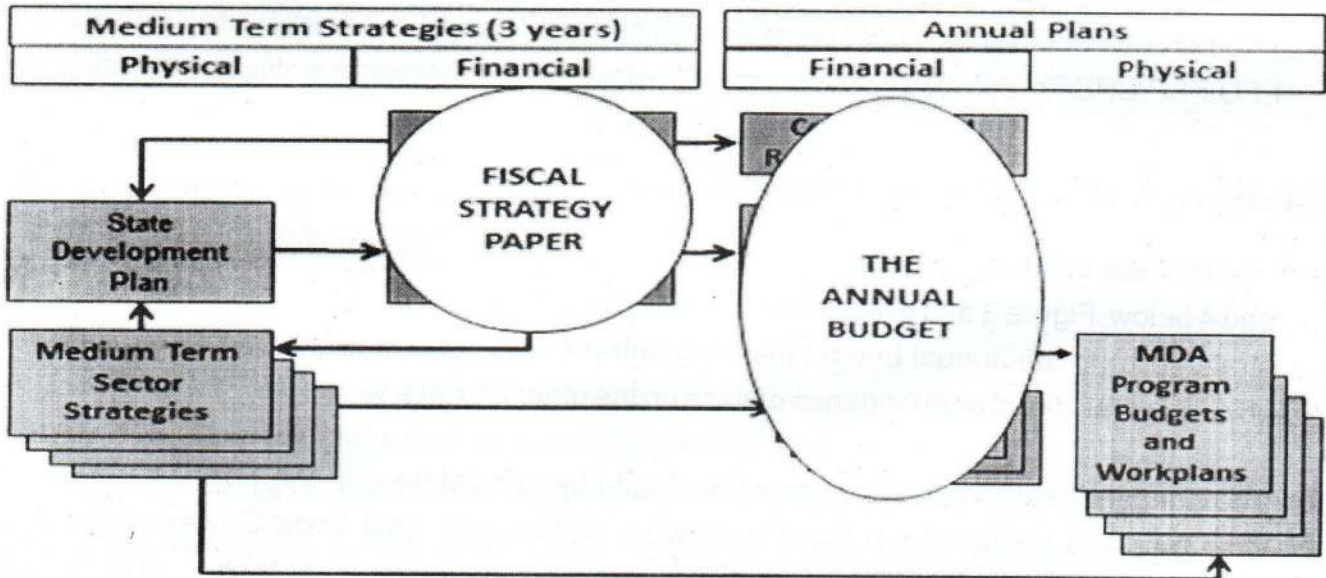 Medium Term Strategies (3 years)
Annual Plans
Physical
Financial
Financial
Physical
FISCAL
STRATEGY
PAPER
State
Development
Plan
THE
ANNUAL
BUDGET
Medium Term
Sector
Strategies
MDA
Program
Budgets
and
Workplans